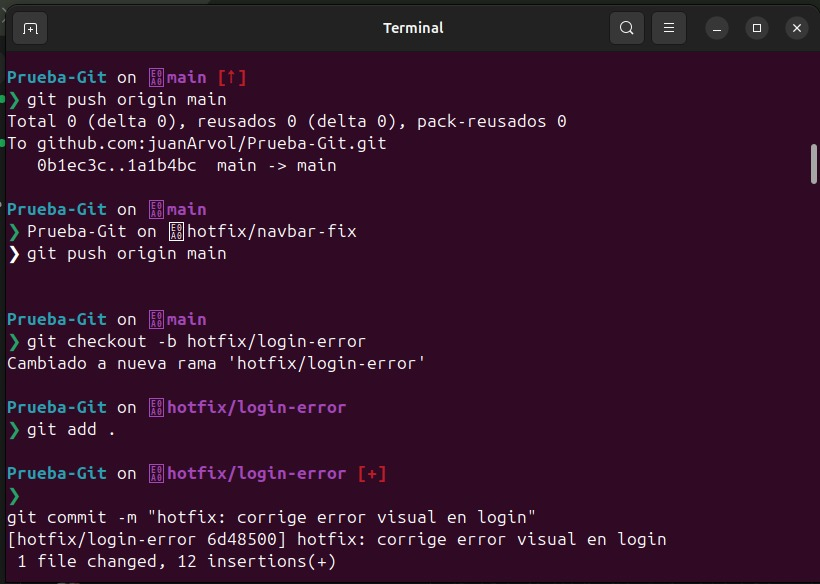 Terminal
Prueba-Git on main [↑]
❯ git push origin main
Total 0 (delta 0), reusados 0 (delta 0), pack-reusados 0
To github.com:juanArvol/Prueba-Git.git
0b1ec3c..1a1b4bc  main -> main
Prueba-Git on main
❯ Prueba-Git on hotfix/navbar-fix
❯ git push origin main
Prueba-Git on main
❯ git checkout -b hotfix/login-error
Cambiado a nueva rama 'hotfix/login-error'
Prueba-Git on hotfix/login-error
❯ git add .
Prueba-Git on hotfix/login-error [+]
❯
git commit -m "hotfix: corrige error visual en login"
[hotfix/login-error 6d48500] hotfix: corrige error visual en login
1 file changed, 12 insertions(+)